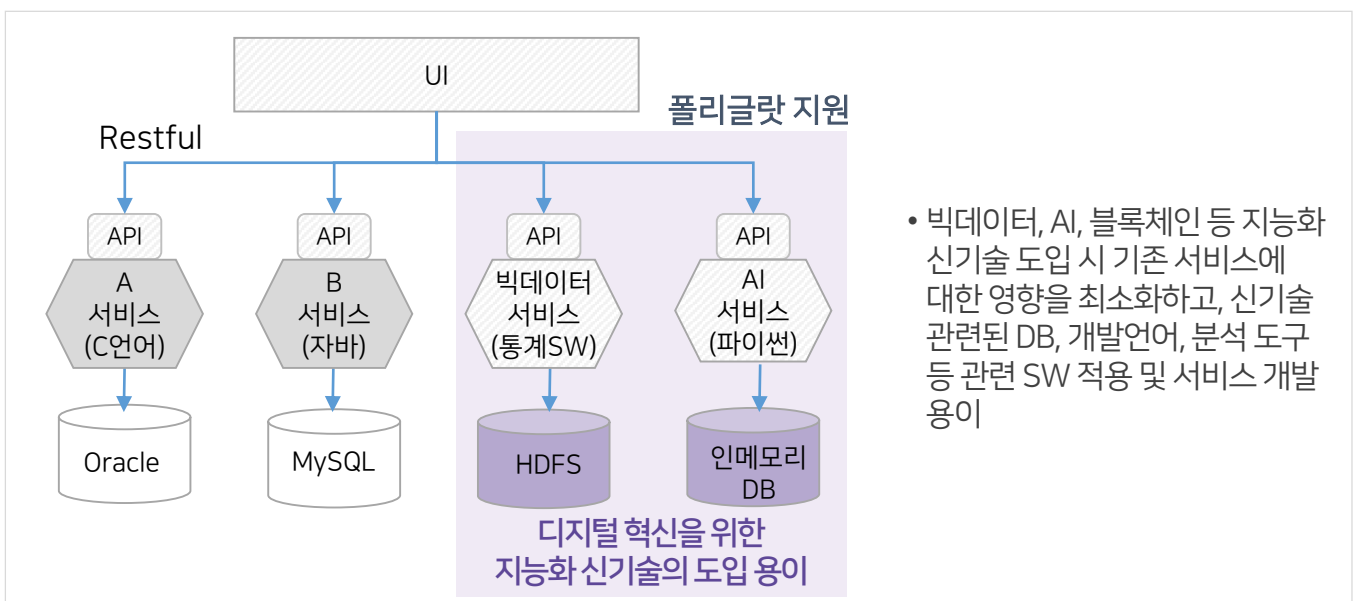 UI
폴리글랏 지원
Restful
API
API
API
API
A
서비스
(C언어)
B
서비스
(자바)
빅데이터
서비스
(통계SW)
AI
서비스
(파이썬)
Oracle
MySQL
HDFS
인메모리
DB
디지털 혁신을 위한
지능화 신기술의 도입 용이
• 빅데이터, AI, 블록체인 등 지능화
신기술 도입 시 기존 서비스에
대한 영향을 최소화하고, 신기술
관련된 DB, 개발언어, 분석 도구
등 관련 SW 적용 및 서비스 개발
용이